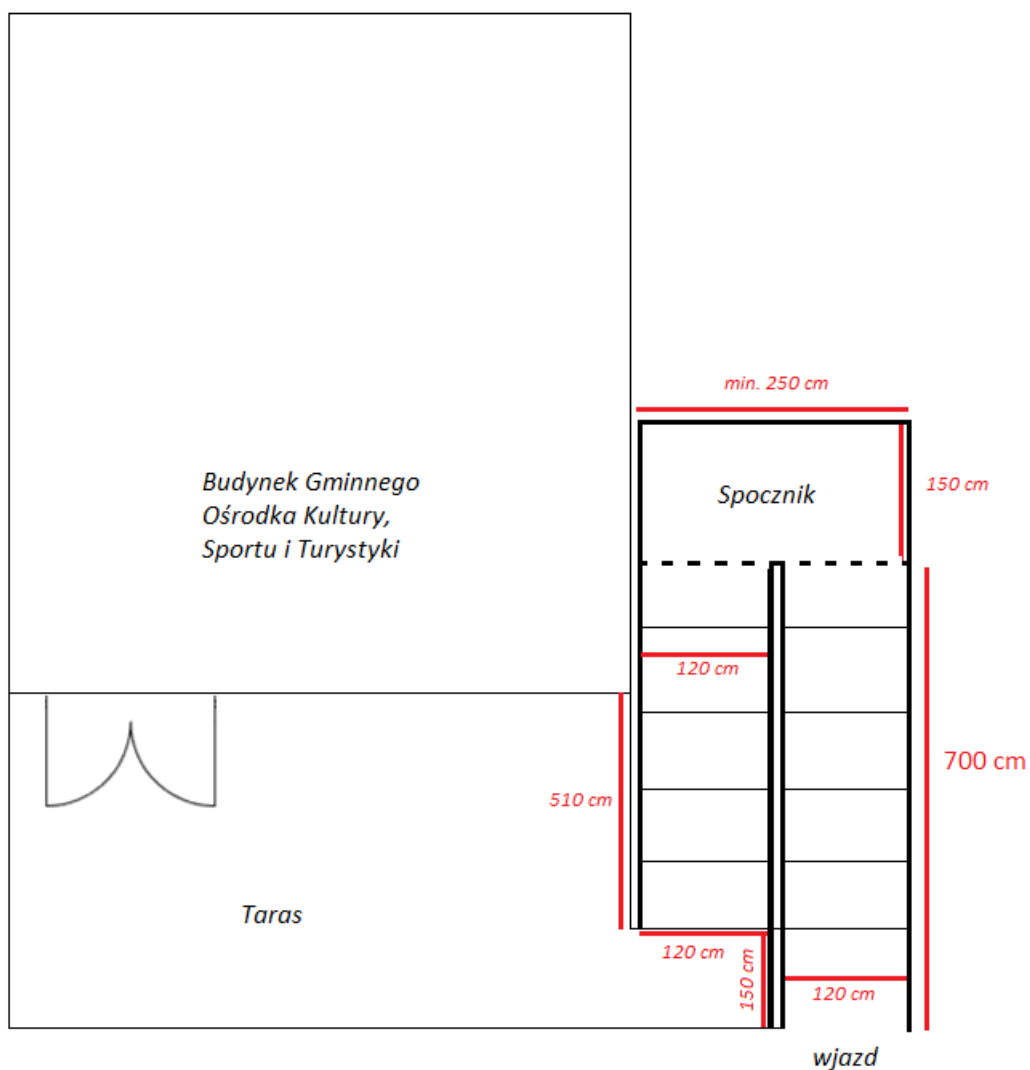 min. 250 cm
Budynek Gminnego
Ośrodka Kultury,
Sportu i Turystyki
Spocznik
150 cm
120 cm
700 cm
510 cm
Taras
120 cm
150 cm
120 cm
wjazd